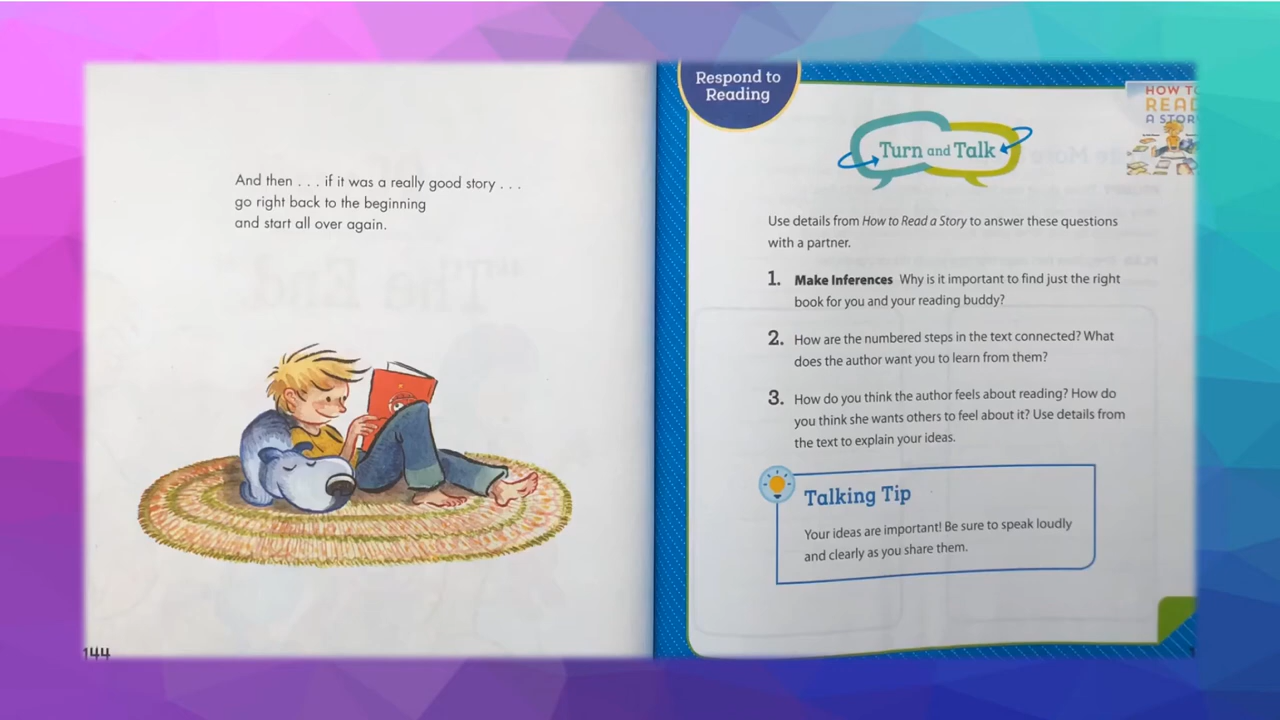 And then . . . if it was a really good story . . .
go right back to the beginning
and start all over again.
144
Respond to
Reading
HOW TO
READ
A STORY
Turn and Talk
Use details from How to Read a Story to answer these questions
with a partner.
1. Make Inferences Why is it important to find just the right
book for you and your reading buddy?
2. How are the numbered steps in the text connected? What
does the author want you to learn from them?
3. How do you think the author feels about reading? How do
you think she wants others to feel about it? Use details from
the text to explain your ideas.
Talking Tip
Your ideas are important! Be sure to speak loudly
and clearly as you share them.